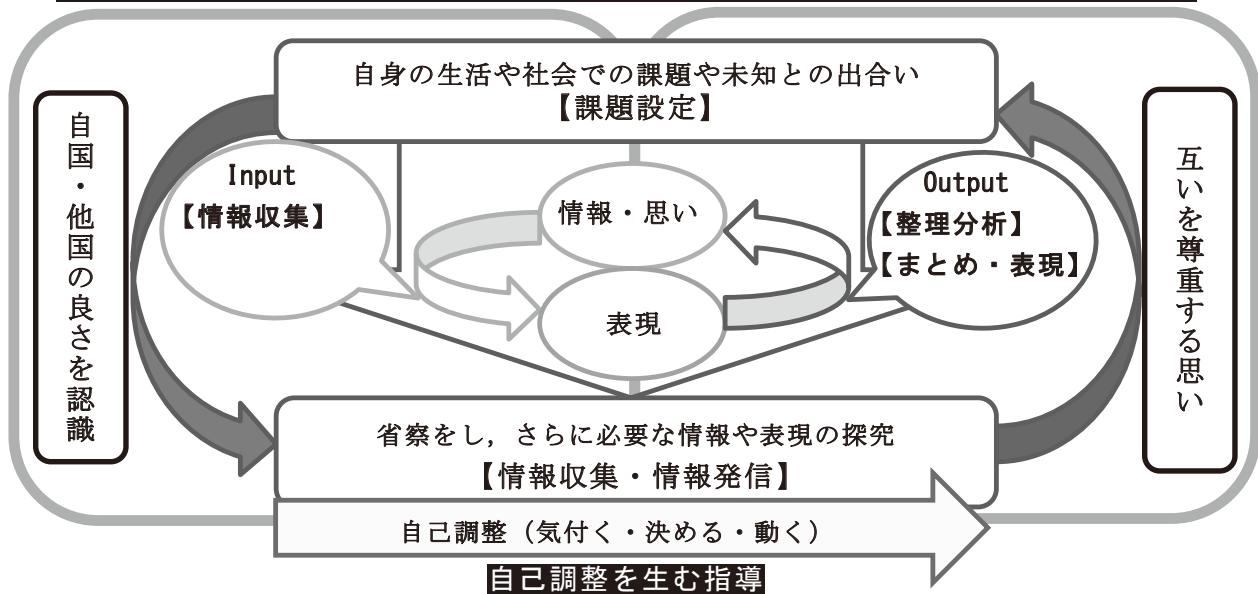 自身の生活や社会での課題や未知との出合い
【課題設定】
自国・他国の良さを認識
Input
【情報収集】
情報・思い
表現
Output
【整理分析】
【まとめ・表現】
互いを尊重する思い
省察をし，さらに必要な情報や表現の探究
【情報収集・情報発信】
自己調整（気付く・決める・動く）
自己調整を生む指導